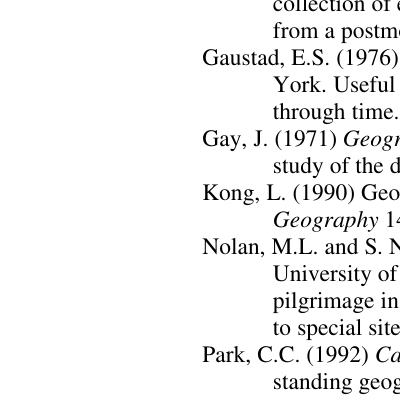 collection of
from a postm
Gaustad, E.S. (1976)
York. Useful
through time.
Gay, J. (1971) Geogr
study of the d
Kong, L. (1990) Geo
Geography 14
Nolan, M.L. and S. N
University of
pilgrimage in
to special site
Park, C.C. (1992) Ca
standing geog